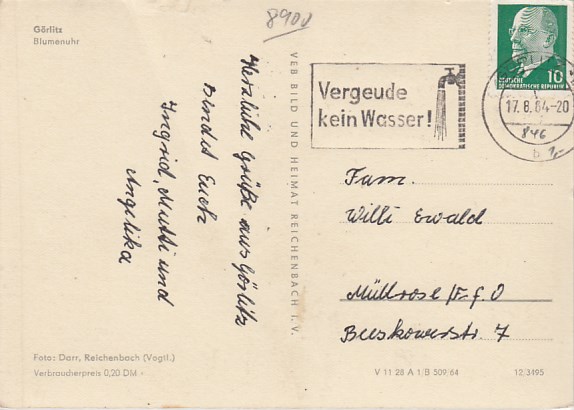 8900
Görlitz
Blumenuhr
Herzliche Grüße aus Görlitz
sendet Euch
Ingrid, Mutti und
Angelika
VEB BILD UND HEIMAT REICHENBACH I. V.
Vergeude
kein Wasser!
10
DEUTSCHE
DEMOKRATISCHE REPUBLIK
17. 8. 64-20
846
b 1,-
Fam.
Willi Ewald
Müllrose/Ffo
Beeskowerstr. 7
Foto: Darr, Reichenbach (Vogtl.)
Verbraucherpreis 0,20 DM
V 11 28 A 1/B 509/64
12/3495